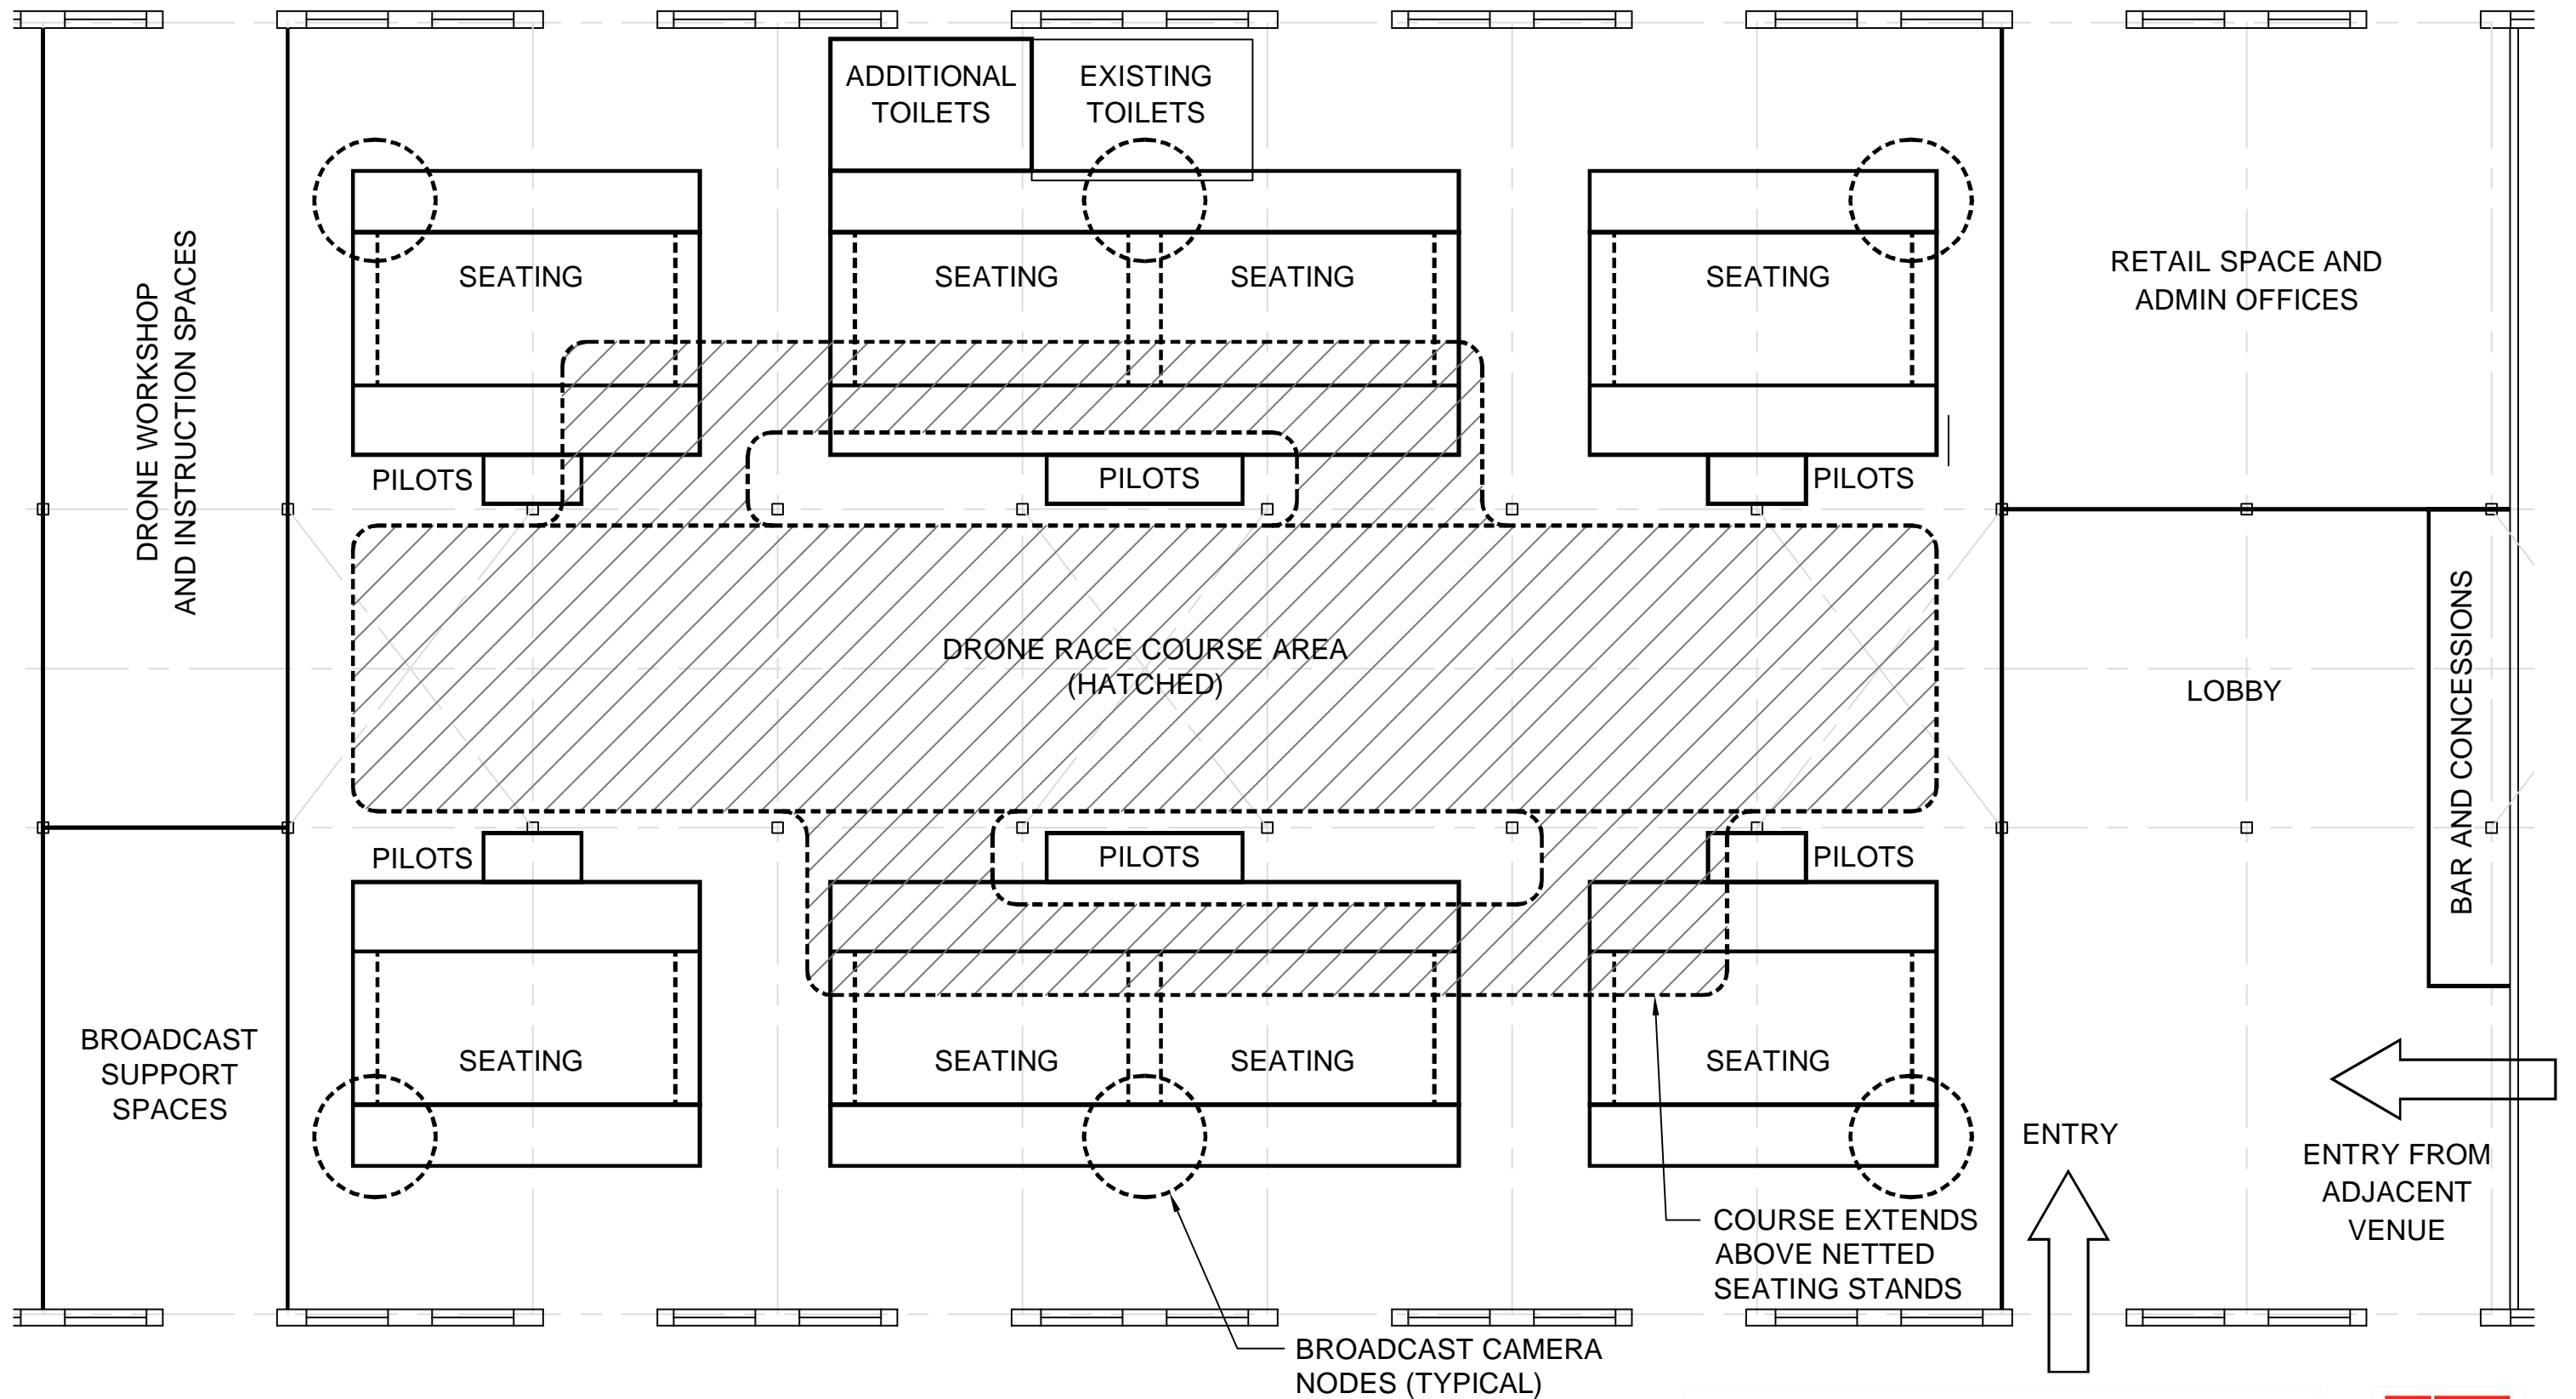 ADDITIONAL
TOILETS
EXISTING
TOILETS
DRONE WORKSHOP
AND INSTRUCTION SPACES
SEATING
SEATING
SEATING
SEATING
RETAIL SPACE AND
ADMIN OFFICES
PILOTS
PILOTS
PILOTS
DRONE RACE COURSE AREA
(HATCHED)
LOBBY
BAR AND CONCESSIONS
PILOTS
PILOTS
PILOTS
BROADCAST
SUPPORT
SPACES
SEATING
SEATING
SEATING
SEATING
ENTRY
ENTRY FROM
ADJACENT
VENUE
COURSE EXTENDS
ABOVE NETTED
SEATING STANDS
BROADCAST CAMERA
NODES (TYPICAL)